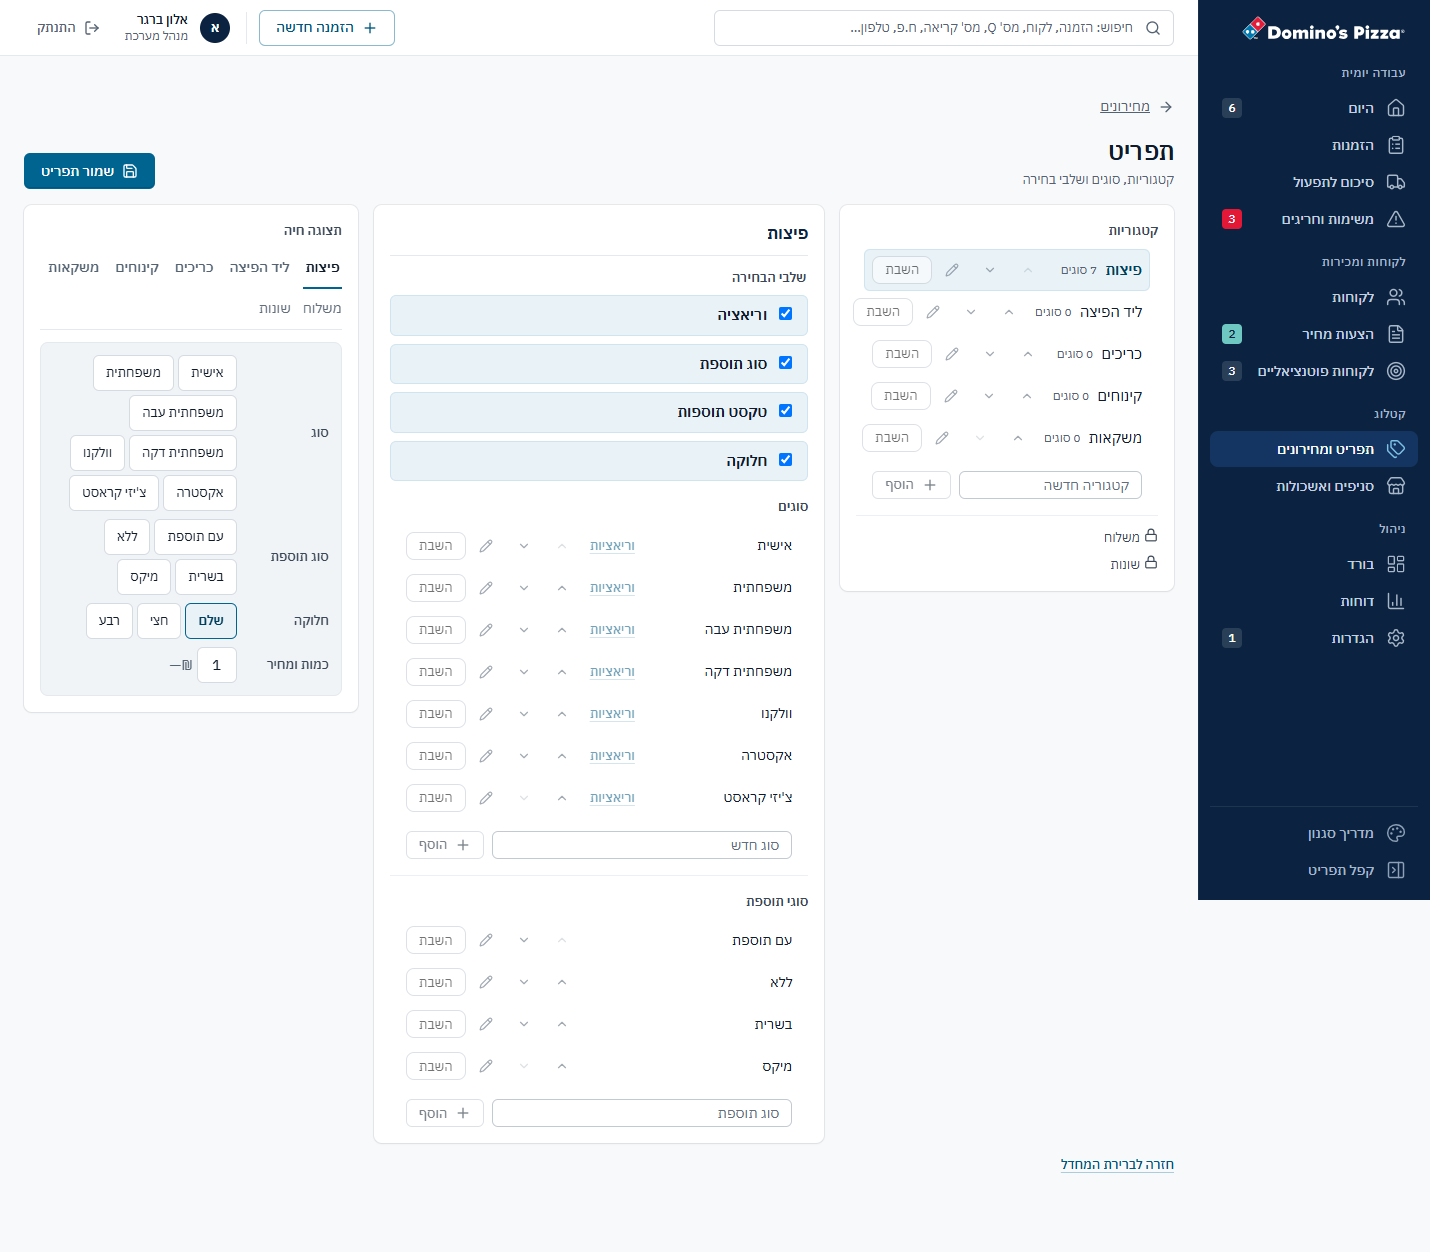 Domino's Pizza
עבודה יומית
היום 6
הזמנות
סיכום לתפעול
משימות וחריגים 3
לקוחות ומכירות
לקוחות
הצעות מחיר 2
לקוחות פוטנציאליים 3
קטלוג
תפריט ומחירונים
סניפים ואשכולות
ניהול
בורד
דוחות
הגדרות 1
מדריך סגנון
קפל תפריט
חיפוש: הזמנה, לקוח, מס' Q, מס' קריאה, ח.פ, טלפון...
הזמנה חדשה
א
אלון ברגר
מנהל מערכת
התנתק
מחירונים
תפריט
קטגוריות, סוגים ושלבי בחירה
שמור תפריט
קטגוריות
פיצות 7 סוגים השבת
ליד הפיצה 0 סוגים השבת
כריכים 0 סוגים השבת
קינוחים 0 סוגים השבת
משקאות 0 סוגים השבת
קטגוריה חדשה הוסף
משלוח
שונות
פיצות
שלבי הבחירה
וריאציה
סוג תוספת
טקסט תוספות
חלוקה
סוגים
אישית וריאציות השבת
משפחתית וריאציות השבת
משפחתית עבה וריאציות השבת
משפחתית דקה וריאציות השבת
וולקנו וריאציות השבת
אקסטרה וריאציות השבת
צ'יזי קראסט וריאציות השבת
סוג חדש הוסף
סוגי תוספת
עם תוספת השבת
ללא השבת
בשרית השבת
מיקס השבת
סוג תוספת הוסף
תצוגה חיה
פיצות ליד הפיצה כריכים קינוחים משקאות
משלוח שונות
סוג
אישית משפחתית
משפחתית עבה
משפחתית דקה וולקנו
אקסטרה צ'יזי קראסט
סוג תוספת
עם תוספת ללא
בשרית מיקס
חלוקה שלם חצי רבע
כמות ומחיר 1 ₪—
חזרה לברירת המחדל